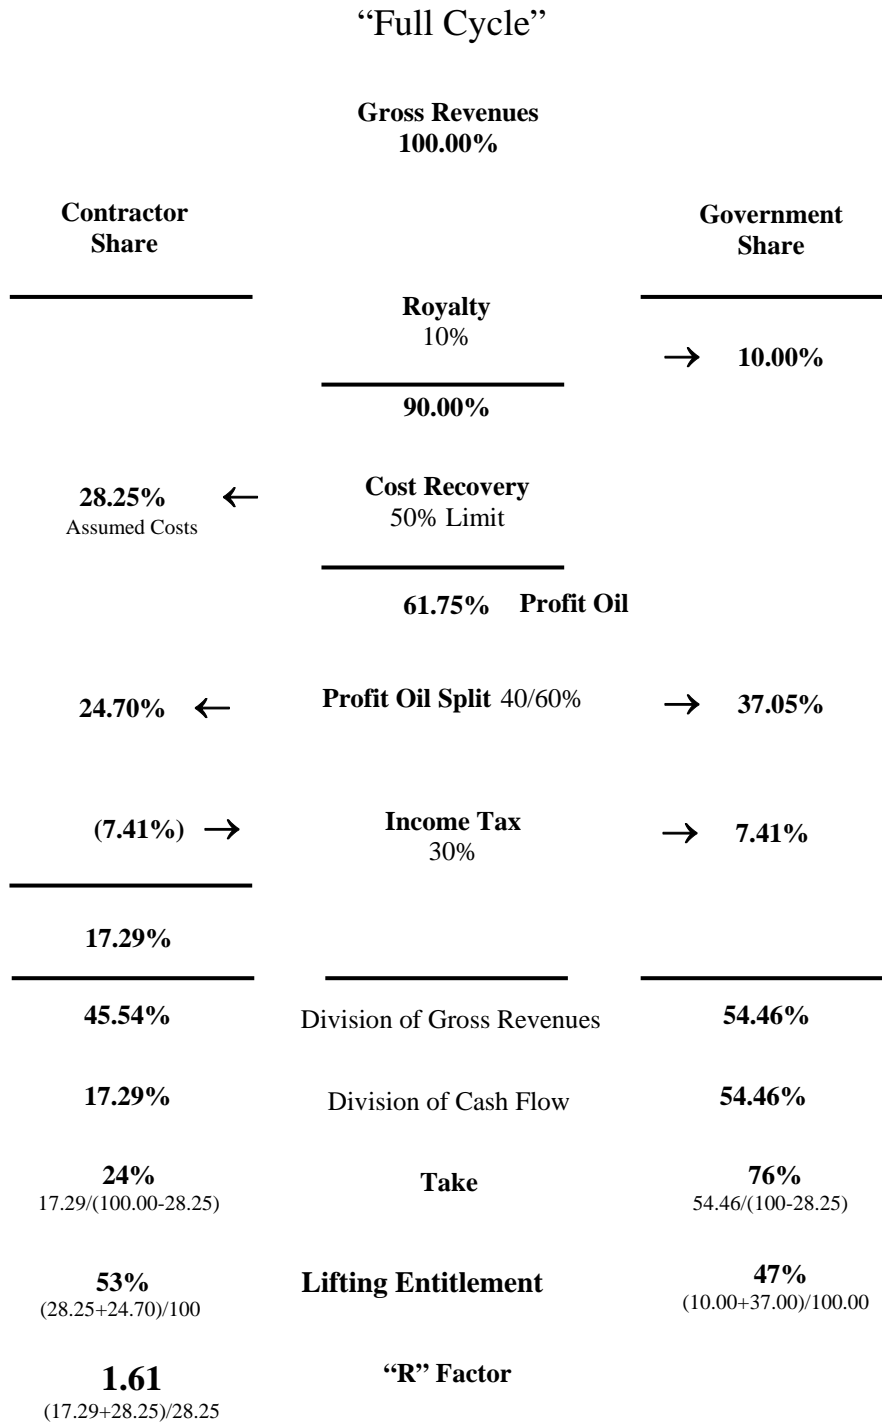 “Full Cycle”
Gross Revenues
100.00%
Contractor
Share
Government
Share
Royalty
10%
→ 10.00%
90.00%
28.25% ←
Assumed Costs
Cost Recovery
50% Limit
61.75% Profit Oil
24.70% ← Profit Oil Split 40/60% → 37.05%
(7.41%) → Income Tax → 7.41%
30%
17.29%
45.54% Division of Gross Revenues 54.46%
17.29% Division of Cash Flow 54.46%
24% Take 76%
17.29/(100.00-28.25) 54.46/(100-28.25)
53% Lifting Entitlement 47%
(28.25+24.70)/100 (10.00+37.00)/100.00
1.61 “R” Factor
(17.29+28.25)/28.25